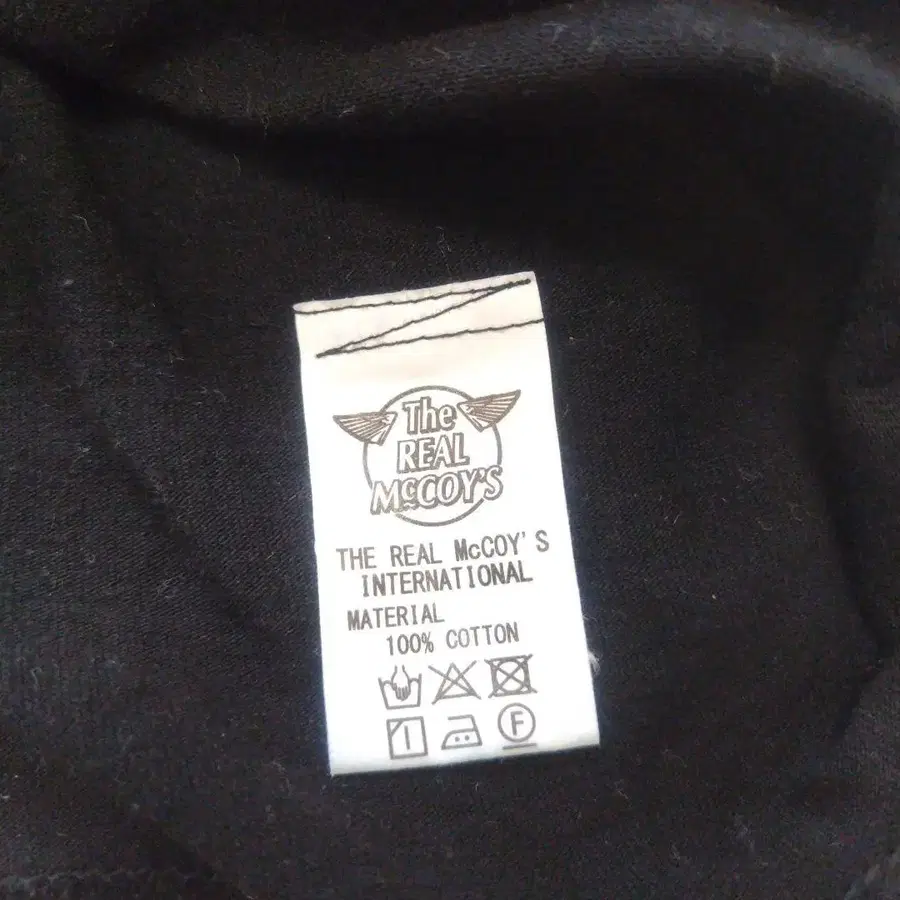 The
REAL
McCOY'S
THE REAL McCOY'S
INTERNATIONAL
MATERIAL
100% COTTON
F